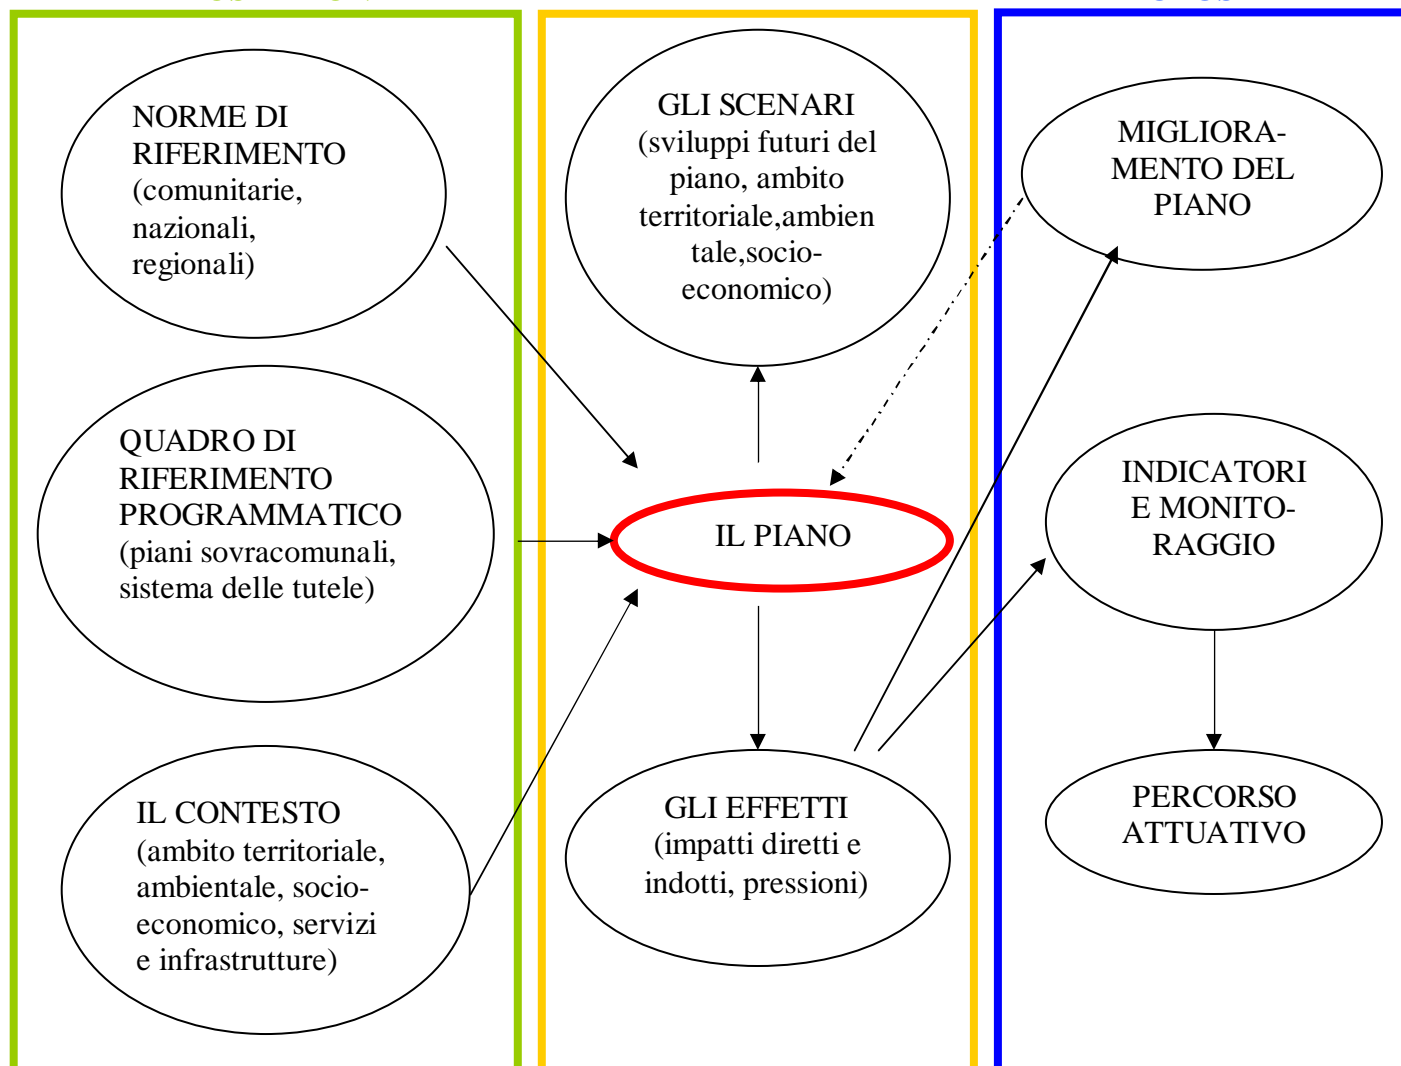 NORME DI
RIFERIMENTO
(comunitarie,
nazionali,
regionali)
QUADRO DI
RIFERIMENTO
PROGRAMMATICO
(piani sovracomunali,
sistema delle tutele)
IL CONTESTO
(ambito territoriale,
ambientale, socio-
economico, servizi
e infrastrutture)
GLI SCENARI
(sviluppi futuri del
piano, ambito
territoriale,ambien
tale,socio-
economico)
IL PIANO
GLI EFFETTI
(impatti diretti e
indotti, pressioni)
MIGLIORA-
MENTO DEL
PIANO
INDICATORI
E MONITO-
RAGGIO
PERCORSO
ATTUATIVO